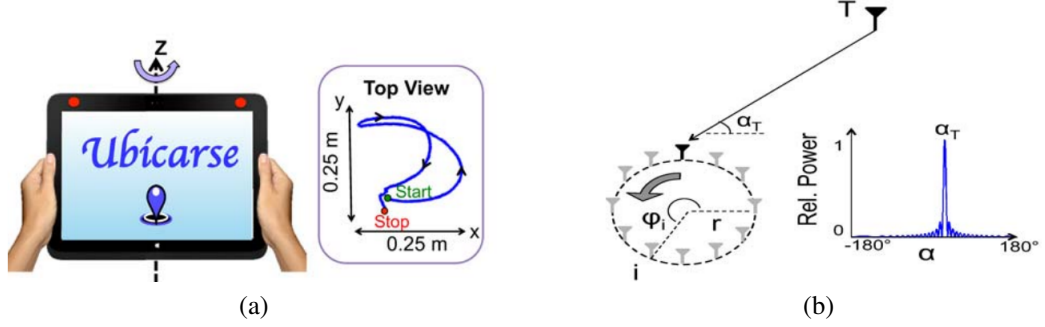 Z
Ubicarse
Top View
y
0.25 m
Start
Stop
0.25 m
x
(a)
T
α_T
φ_i
r
i
Rel. Power
1
0
α_T
-180°
180°
α
(b)